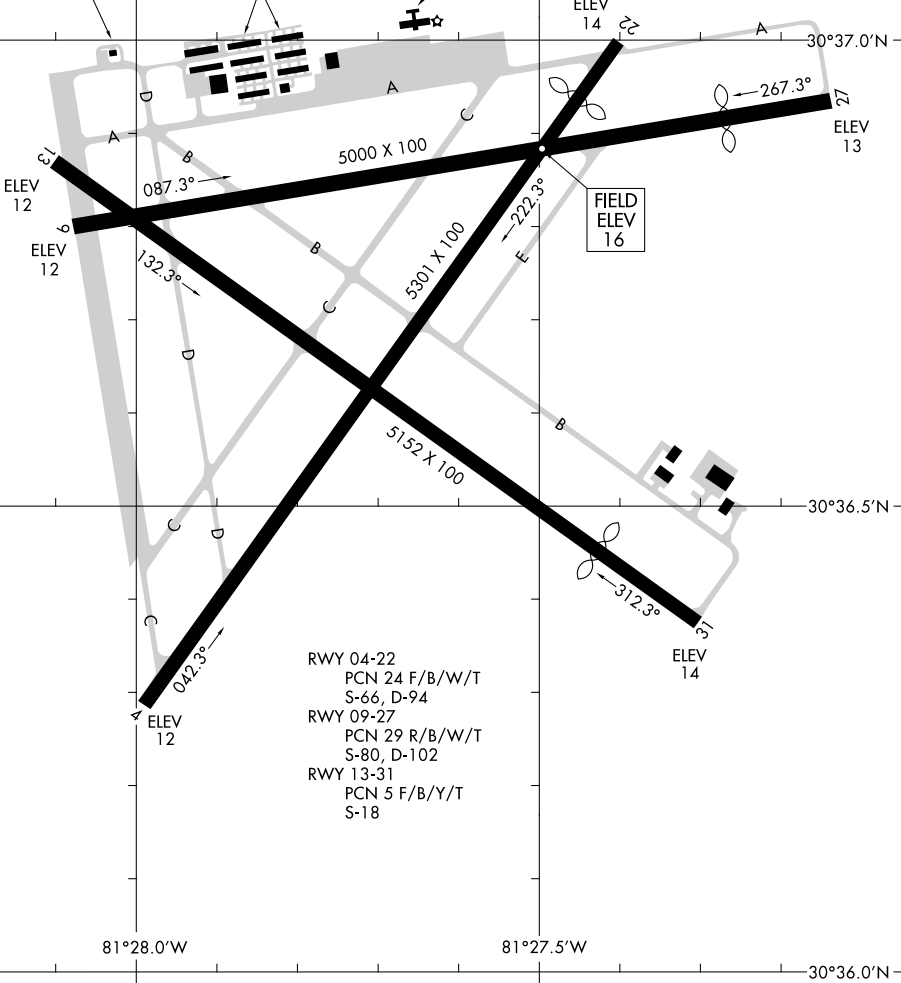 ELEV
14
22
A
30°37.0'N
D
A
C
267.3°
27
ELEV
13
A
B
13
5000 X 100
087.3°
ELEV
12
9
ELEV
12
FIELD
ELEV
16
222.3°
E
B
132.3°
5301 X 100
C
D
B
5152 X 100
30°36.5'N
C
D
312.3°
31
C
ELEV
14
042.3°
4
ELEV
12
RWY 04-22
PCN 24 F/B/W/T
S-66, D-94
RWY 09-27
PCN 29 R/B/W/T
S-80, D-102
RWY 13-31
PCN 5 F/B/Y/T
S-18
81°28.0'W
81°27.5'W
30°36.0'N